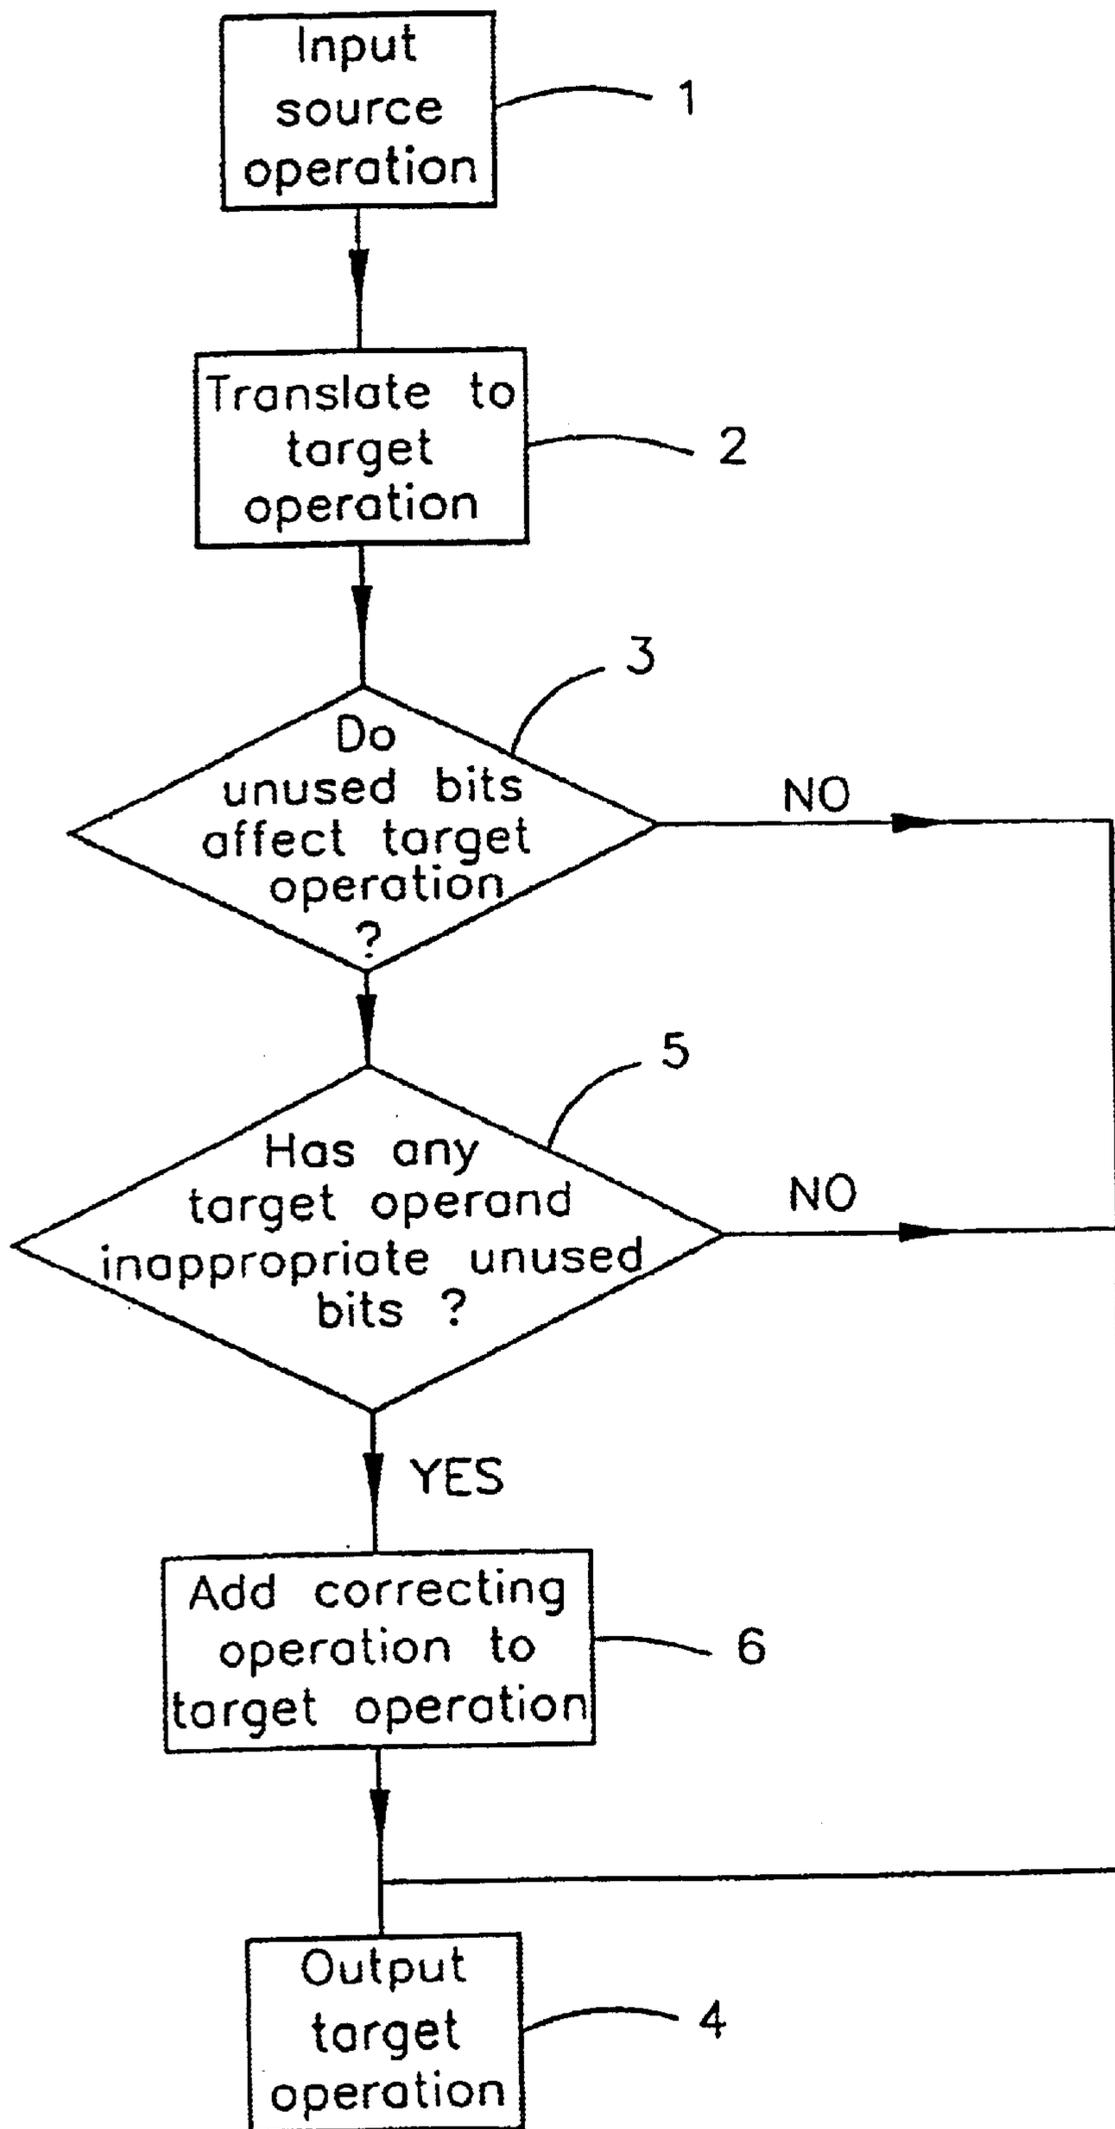 Input
source
operation
1
Translate to
target
operation
2
3
Do
unused bits
affect target
operation
?
NO
5
Has any
target operand
inappropriate unused
bits ?
NO
YES
Add correcting
operation to
target operation
6
Output
target
operation
4